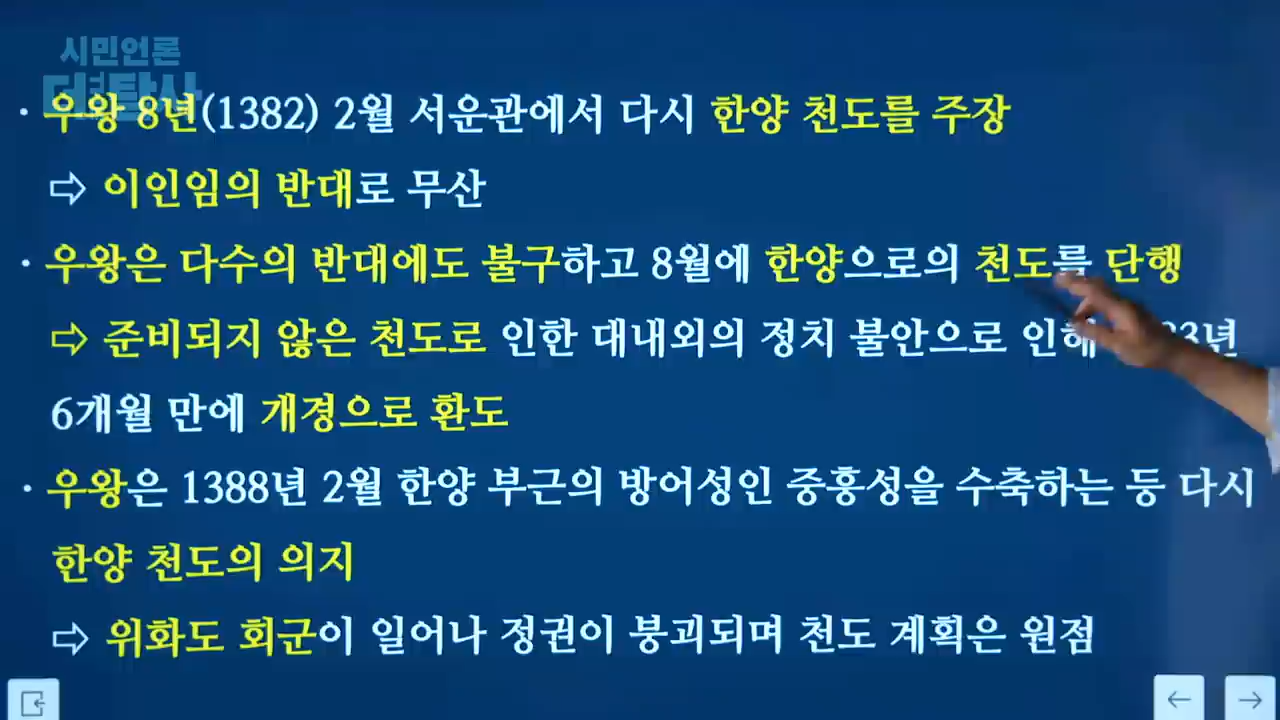 시민언론
더탐사
· 우왕 8년(1382) 2월 서운관에서 다시 한양 천도를 주장
⇨ 이인임의 반대로 무산
· 우왕은 다수의 반대에도 불구하고 8월에 한양으로의 천도를 단행
⇨ 준비되지 않은 천도로 인한 대내외의 정치 불안으로 인해
6개월 만에 개경으로 환도
· 우왕은 1388년 2월 한양 부근의 방어성인 중흥성을 수축하는 등 다시
한양 천도의 의지
⇨ 위화도 회군이 일어나 정권이 붕괴되며 천도 계획은 원점